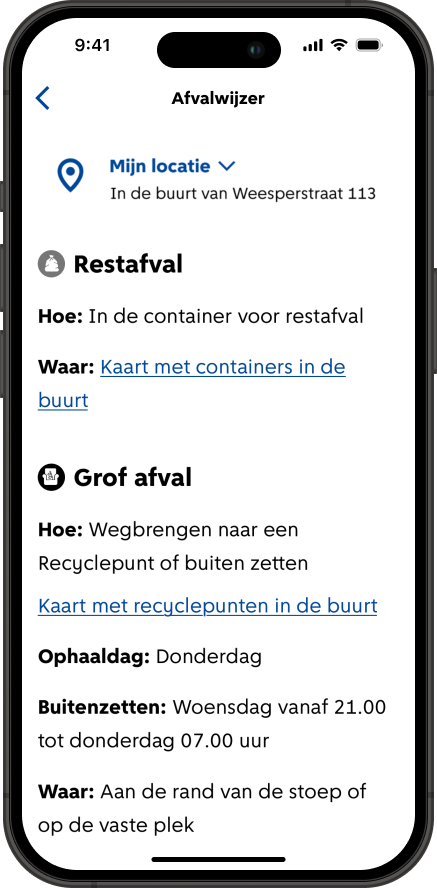 9:41
Afvalwijzer
Mijn locatie
In de buurt van Weesperstraat 113
Restafval
Hoe: In de container voor restafval
Waar: Kaart met containers in de
buurt
Grof afval
Hoe: Wegbrengen naar een
Recyclepunt of buiten zetten
Kaart met recyclepunten in de buurt
Ophaaldag: Donderdag
Buitenzetten: Woensdag vanaf 21.00
tot donderdag 07.00 uur
Waar: Aan de rand van de stoep of
op de vaste plek